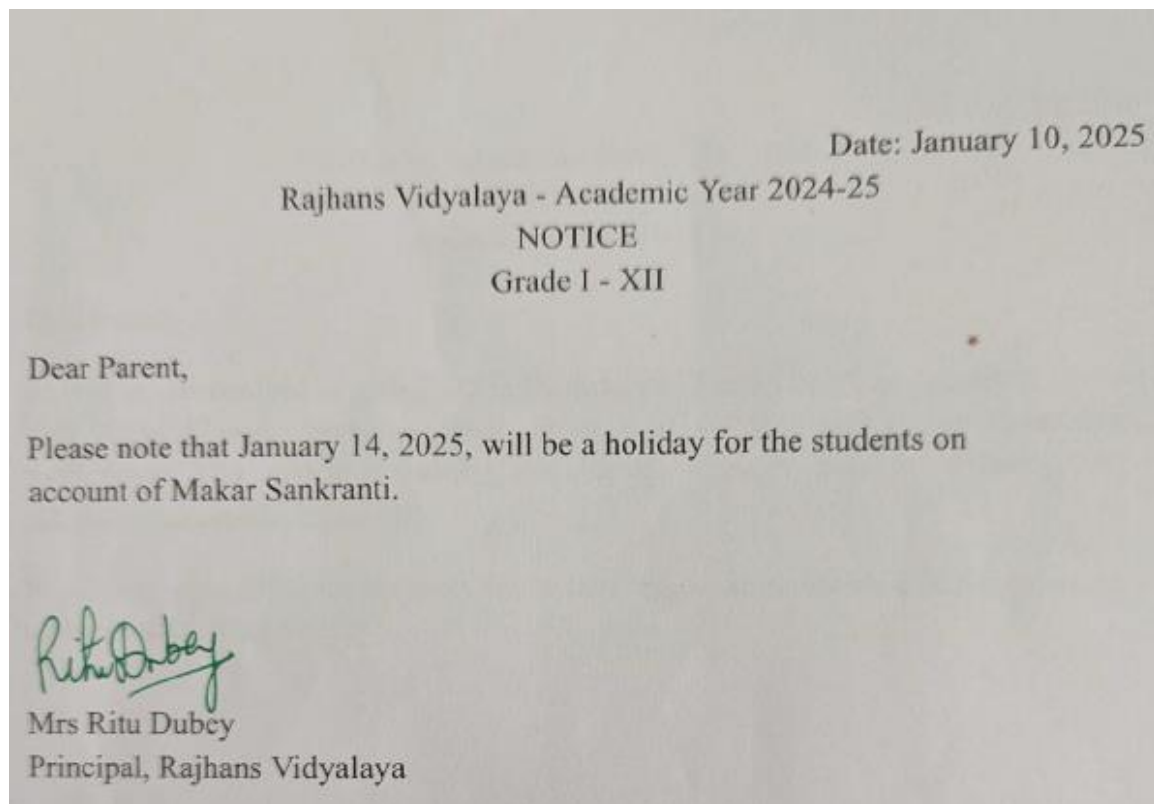 Date: January 10, 2025
Rajhans Vidyalaya - Academic Year 2024-25
NOTICE
Grade I - XII
Dear Parent,
Please note that January 14, 2025, will be a holiday for the students on
account of Makar Sankranti.
Ritu Dubey
Mrs Ritu Dubey
Principal, Rajhans Vidyalaya